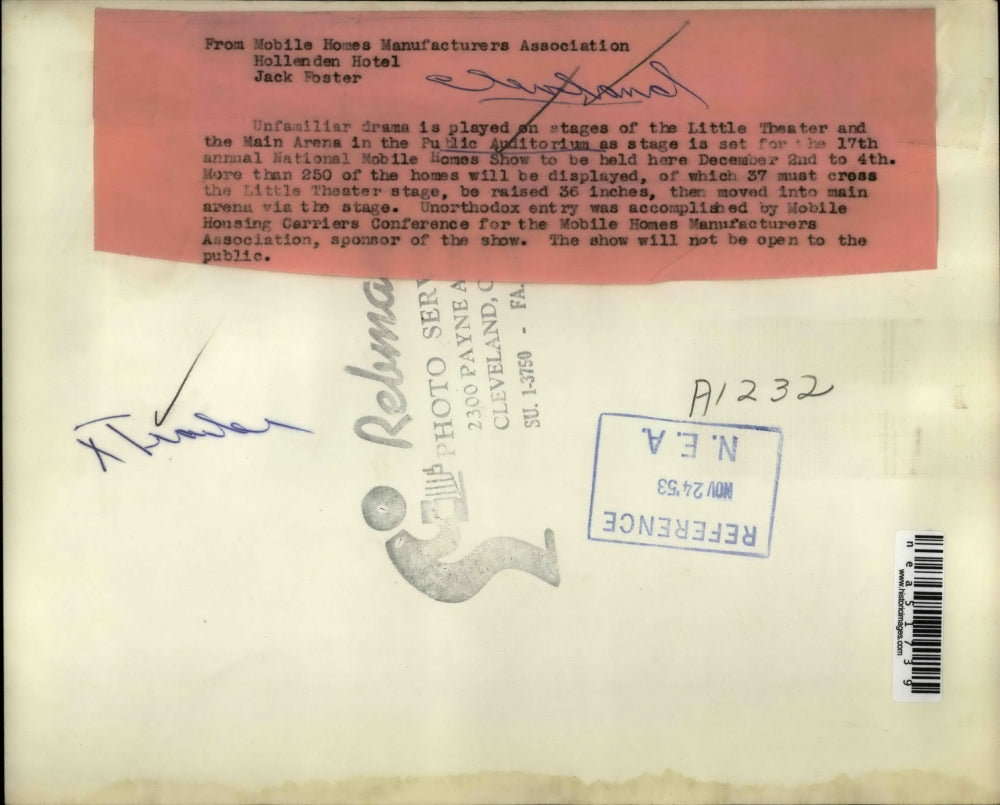 From Mobile Homes Manufacturers Association
Hollenden Hotel
Jack Foster
Cleveland
Unfamiliar drama is played on stages of the Little Theater and
the Main Arena in the Public Auditorium as stage is set for the 17th
annual National Mobile Homes Show to be held here December 2nd to 4th.
More than 250 of the homes will be displayed, of which 37 must cross
the Little Theater stage, be raised 36 inches, then moved into main
arena via the stage. Unorthodox entry was accomplished by Mobile
Housing Carriers Conference for the Mobile Homes Manufacturers
Association, sponsor of the show. The show will not be open to the
public.
Rebma
PHOTO SERV
2300 PAYNE A
CLEVELAND, O
SU. 1-3750 - FA.
X Trailer
A1232
REFERENCE
NOV 24'53
N.E.A.
nea51739
www.historicimages.com